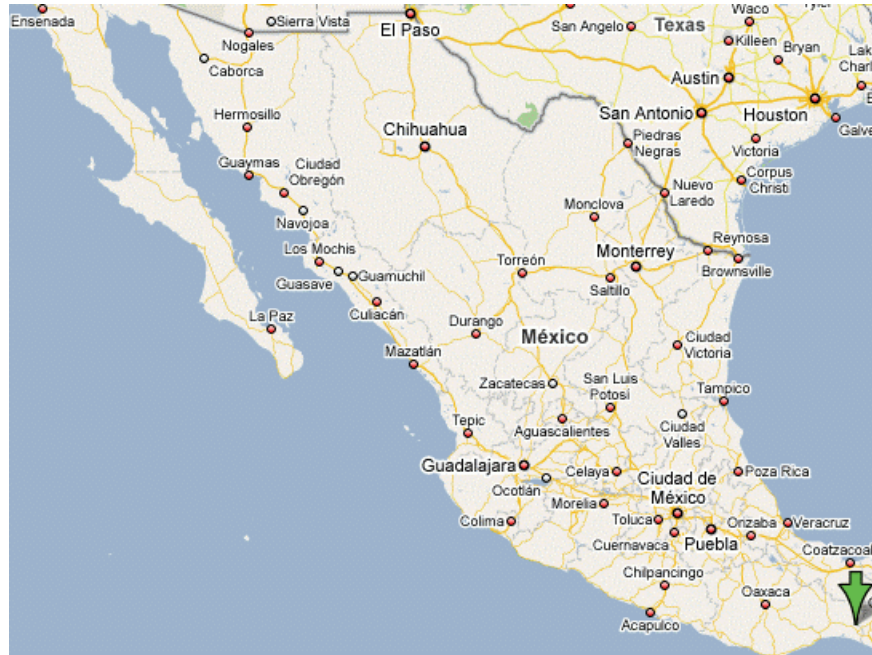 Ensenada
Sierra Vista
Nogales
El Paso
San Angelo
Texas
Waco
Killeen
Bryan
Caborca
Austin
Hermosillo
Chihuahua
San Antonio
Houston
Piedras
Negras
Victoria
Guaymas
Ciudad
Obregón
Nuevo
Laredo
Corpus
Christi
Navojoa
Monclova
Los Mochis
Monterrey
Reynosa
Guasave
Guamuchil
Torreón
Saltillo
Brownsville
La Paz
Culiacán
Durango
México
Ciudad
Victoria
Mazatlán
Zacatecas
San Luis
Potosí
Tampico
Tepic
Aguascalientes
Ciudad
Valles
Guadalajara
Celaya
Ciudad de
México
Poza Rica
Ocotlán
Morelia
Colima
Toluca
Orizaba
Veracruz
Cuernavaca
Puebla
Coatzacoal
Chilpancingo
Oaxaca
Acapulco